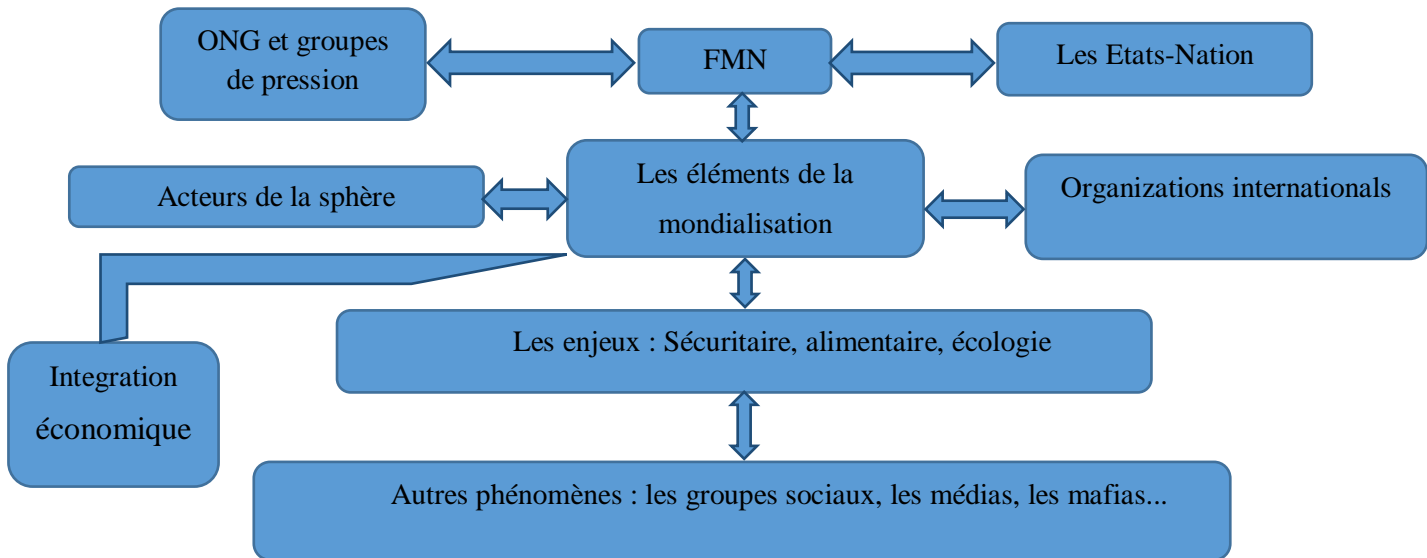 ONG et groupes
de pression
FMN
Les Etats-Nation
Acteurs de la sphère
Les éléments de la
mondialisation
Organizations internationals
Les enjeux : Sécuritaire, alimentaire, écologie
Integration
économique
Autres phénomènes : les groupes sociaux, les médias, les mafias...